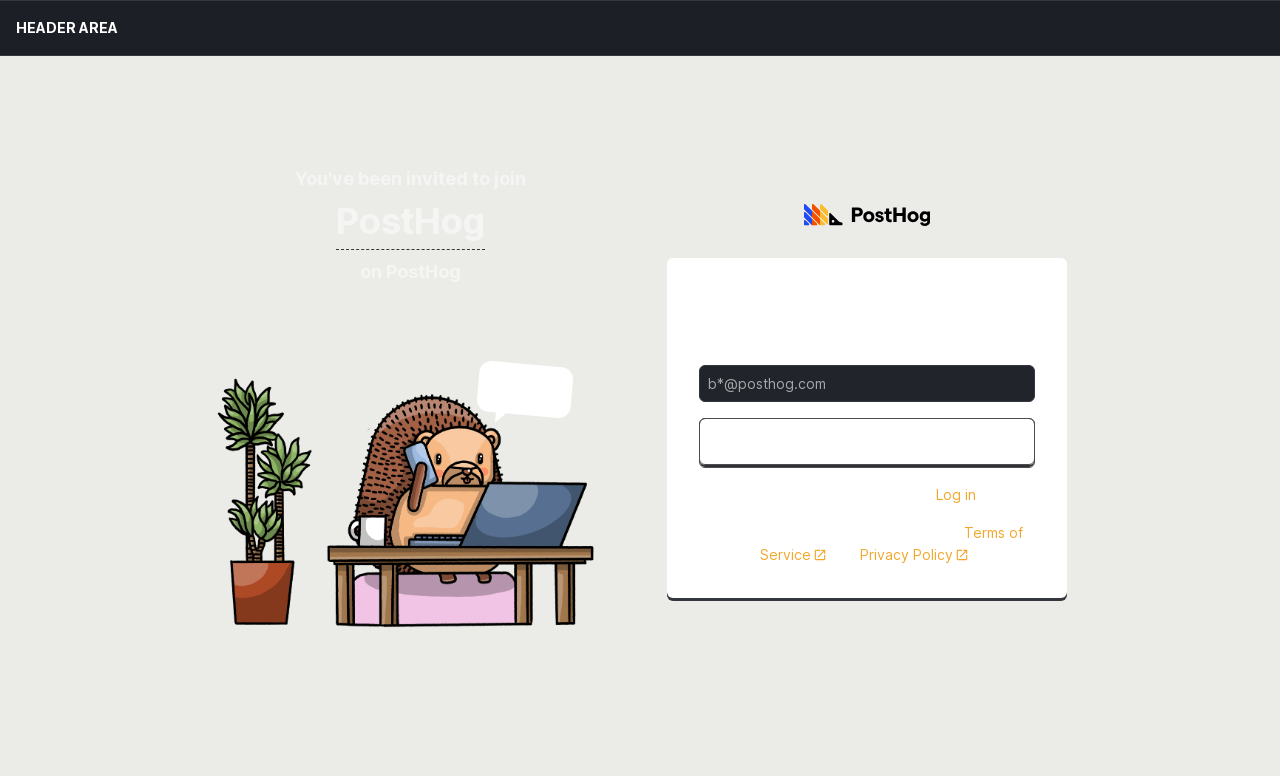 HEADER AREA
You've been invited to join
PostHog
on PostHog
PostHog
b*@posthog.com
Log in
Terms of
Service
Privacy Policy